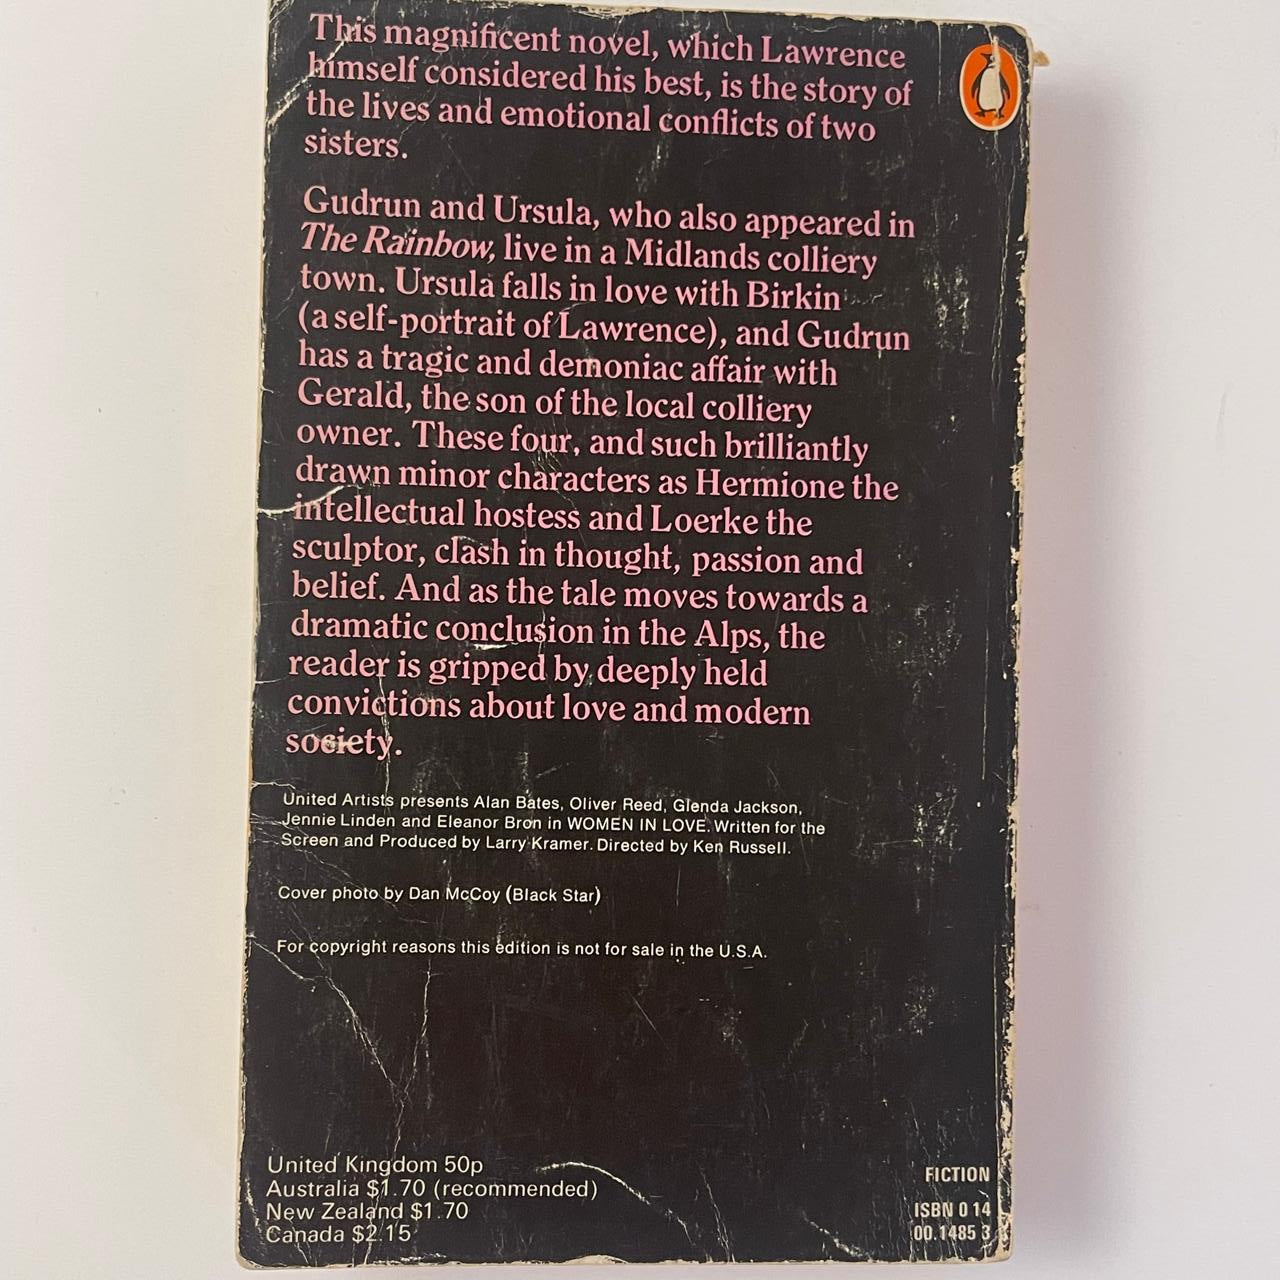 This magnificent novel, which Lawrence
himself considered his best, is the story of
the lives and emotional conflicts of two
sisters.
Gudrun and Ursula, who also appeared in
The Rainbow, live in a Midlands colliery
town. Ursula falls in love with Birkin
(a self-portrait of Lawrence), and Gudrun
has a tragic and demoniac affair with
Gerald, the son of the local colliery
owner. These four, and such brilliantly
drawn minor characters as Hermione the
intellectual hostess and Loerke the
sculptor, clash in thought, passion and
belief. And as the tale moves towards a
dramatic conclusion in the Alps, the
reader is gripped by deeply held
convictions about love and modern
society.
United Artists presents Alan Bates, Oliver Reed, Glenda Jackson,
Jennie Linden and Eleanor Bron in WOMEN IN LOVE. Written for the
Screen and Produced by Larry Kramer. Directed by Ken Russell.
Cover photo by Dan McCoy (Black Star)
For copyright reasons this edition is not for sale in the U.S.A.
United Kingdom 50p
Australia $1.70 (recommended)
New Zealand $1.70
Canada $2.15
FICTION
ISBN 0 14
00.1485 3